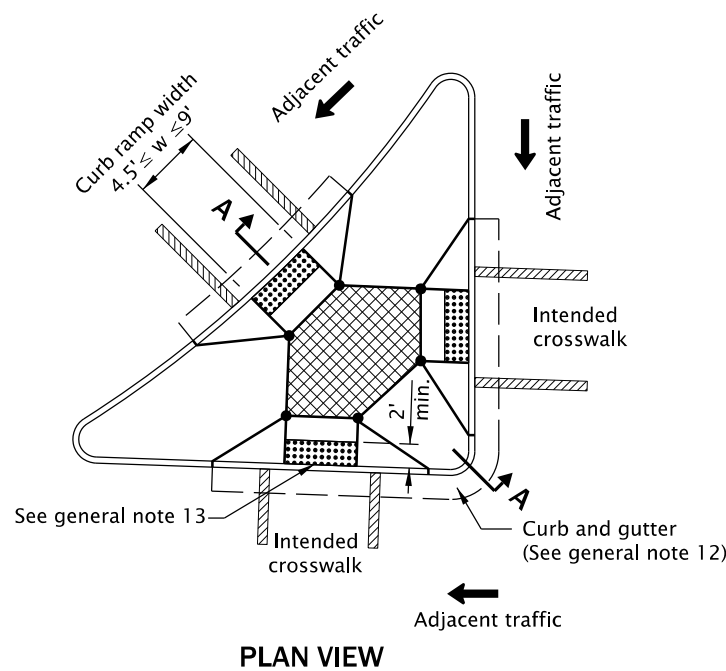 Adjacent traffic
Curb ramp width
4.5' ≤ w ≤9'
Adjacent traffic
A
Intended
crosswalk
2'
min.
A
See general note 13
Intended
crosswalk
Curb and gutter
(See general note 12)
Adjacent traffic
PLAN VIEW